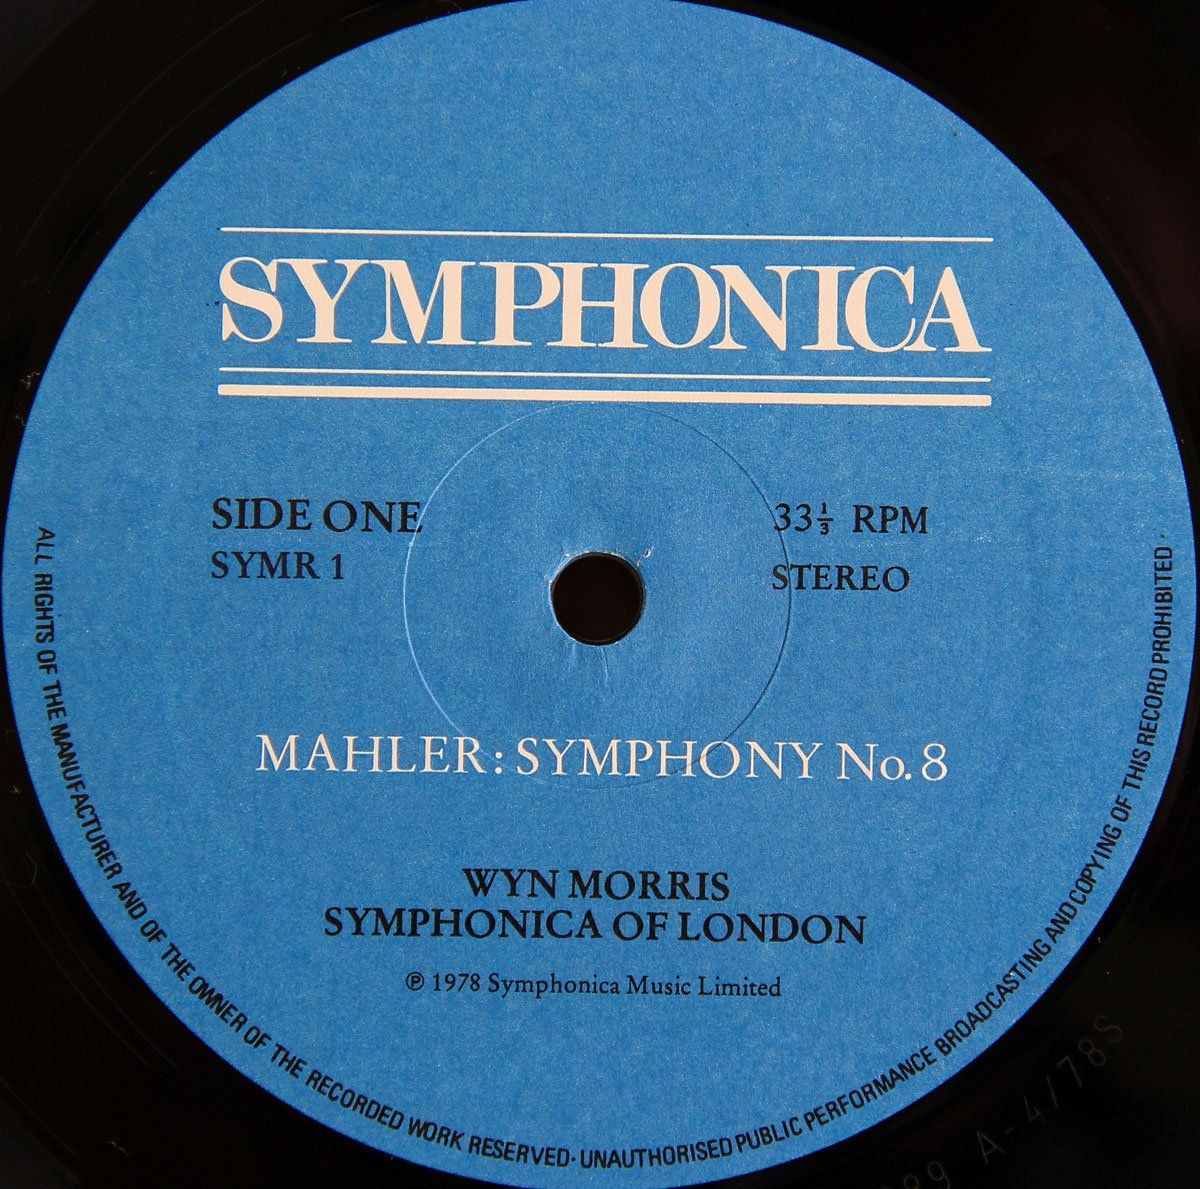 SYMPHONICA
SIDE ONE
SYMR 1
33⅓ RPM
STEREO
MAHLER: SYMPHONY No. 8
WYN MORRIS
SYMPHONICA OF LONDON
℗ 1978 Symphonica Music Limited
ALL RIGHTS OF THE MANUFACTURER AND OF THE OWNER OF THE RECORDED WORK RESERVED · UNAUTHORISED PUBLIC PERFORMANCE BROADCASTING AND COPYING OF THIS RECORD PROHIBITED ·
A-4/78S